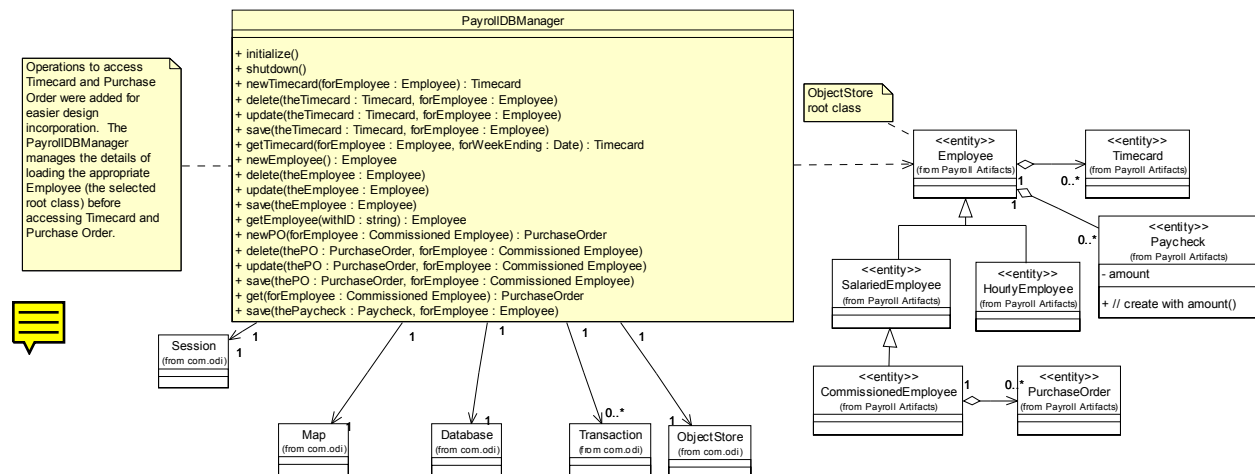 PayrollDBManager
+ initialize()
+ shutdown()
+ newTimecard(forEmployee : Employee) : Timecard
+ delete(theTimecard : Timecard, forEmployee : Employee)
+ update(theTimecard : Timecard, forEmployee : Employee)
+ save(theTimecard : Timecard, forEmployee : Employee)
+ getTimecard(forEmployee : Employee, forWeekEnding : Date) : Timecard
+ newEmployee() : Employee
+ delete(theEmployee : Employee)
+ update(theEmployee : Employee)
+ save(theEmployee : Employee)
+ getEmployee(withID : string) : Employee
+ newPO(forEmployee : Commissioned Employee) : PurchaseOrder
+ delete(thePO : PurchaseOrder, forEmployee : Commissioned Employee)
+ update(thePO : PurchaseOrder, forEmployee : Commissioned Employee)
+ save(thePO : PurchaseOrder, forEmployee : Commissioned Employee)
+ get(forEmployee : Commissioned Employee) : PurchaseOrder
+ save(thePaycheck : Paycheck, forEmployee : Employee)
Operations to access
Timecard and Purchase
Order were added for
easier design
incorporation. The
PayrollDBManager
manages the details of
loading the appropriate
Employee (the selected
root class) before
accessing Timecard and
Purchase Order.
ObjectStore
root class
<<entity>>
Employee
(from Payroll Artifacts)
<<entity>>
Timecard
(from Payroll Artifacts)
1
0..*
1
0..*
<<entity>>
Paycheck
(from Payroll Artifacts)
- amount
+ // create with amount()
<<entity>>
SalariedEmployee
(from Payroll Artifacts)
<<entity>>
HourlyEmployee
(from Payroll Artifacts)
<<entity>>
CommissionedEmployee
(from Payroll Artifacts)
1
0..*
<<entity>>
PurchaseOrder
(from Payroll Artifacts)
1
1
1
1
1
Session
(from com.odi)
1
Map
(from com.odi)
1
Database
(from com.odi)
1
Transaction
(from com.odi)
0..*
ObjectStore
(from com.odi)
1